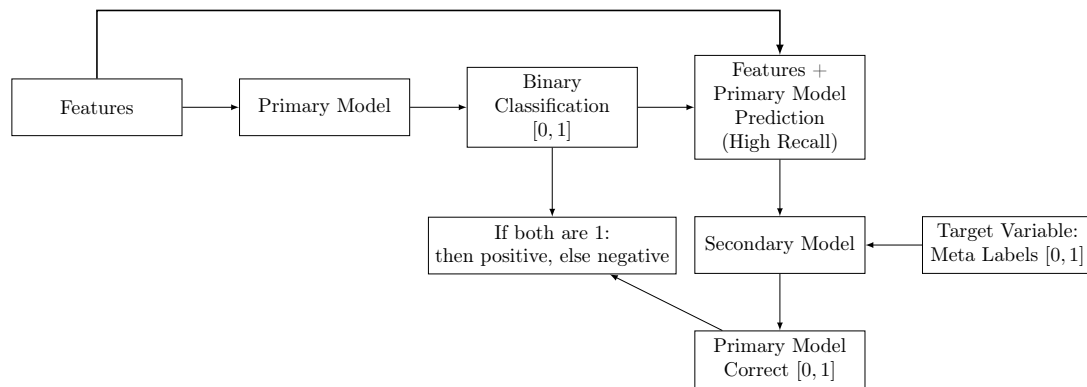 Features
Primary Model
Binary
Classification
[0, 1]
Features +
Primary Model
Prediction
(High Recall)
If both are 1:
then positive, else negative
Secondary Model
Target Variable:
Meta Labels [0, 1]
Primary Model
Correct [0, 1]